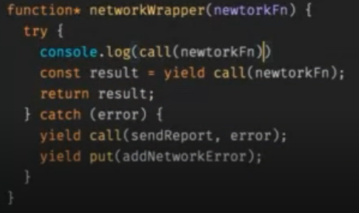 function* networkWrapper(newtorkFn) {
try {
console.log(call(newtorkFn))
const result = yield call(newtorkFn);
return result;
} catch (error) {
yield call(sendReport, error);
yield put(addNetworkError);
}
}